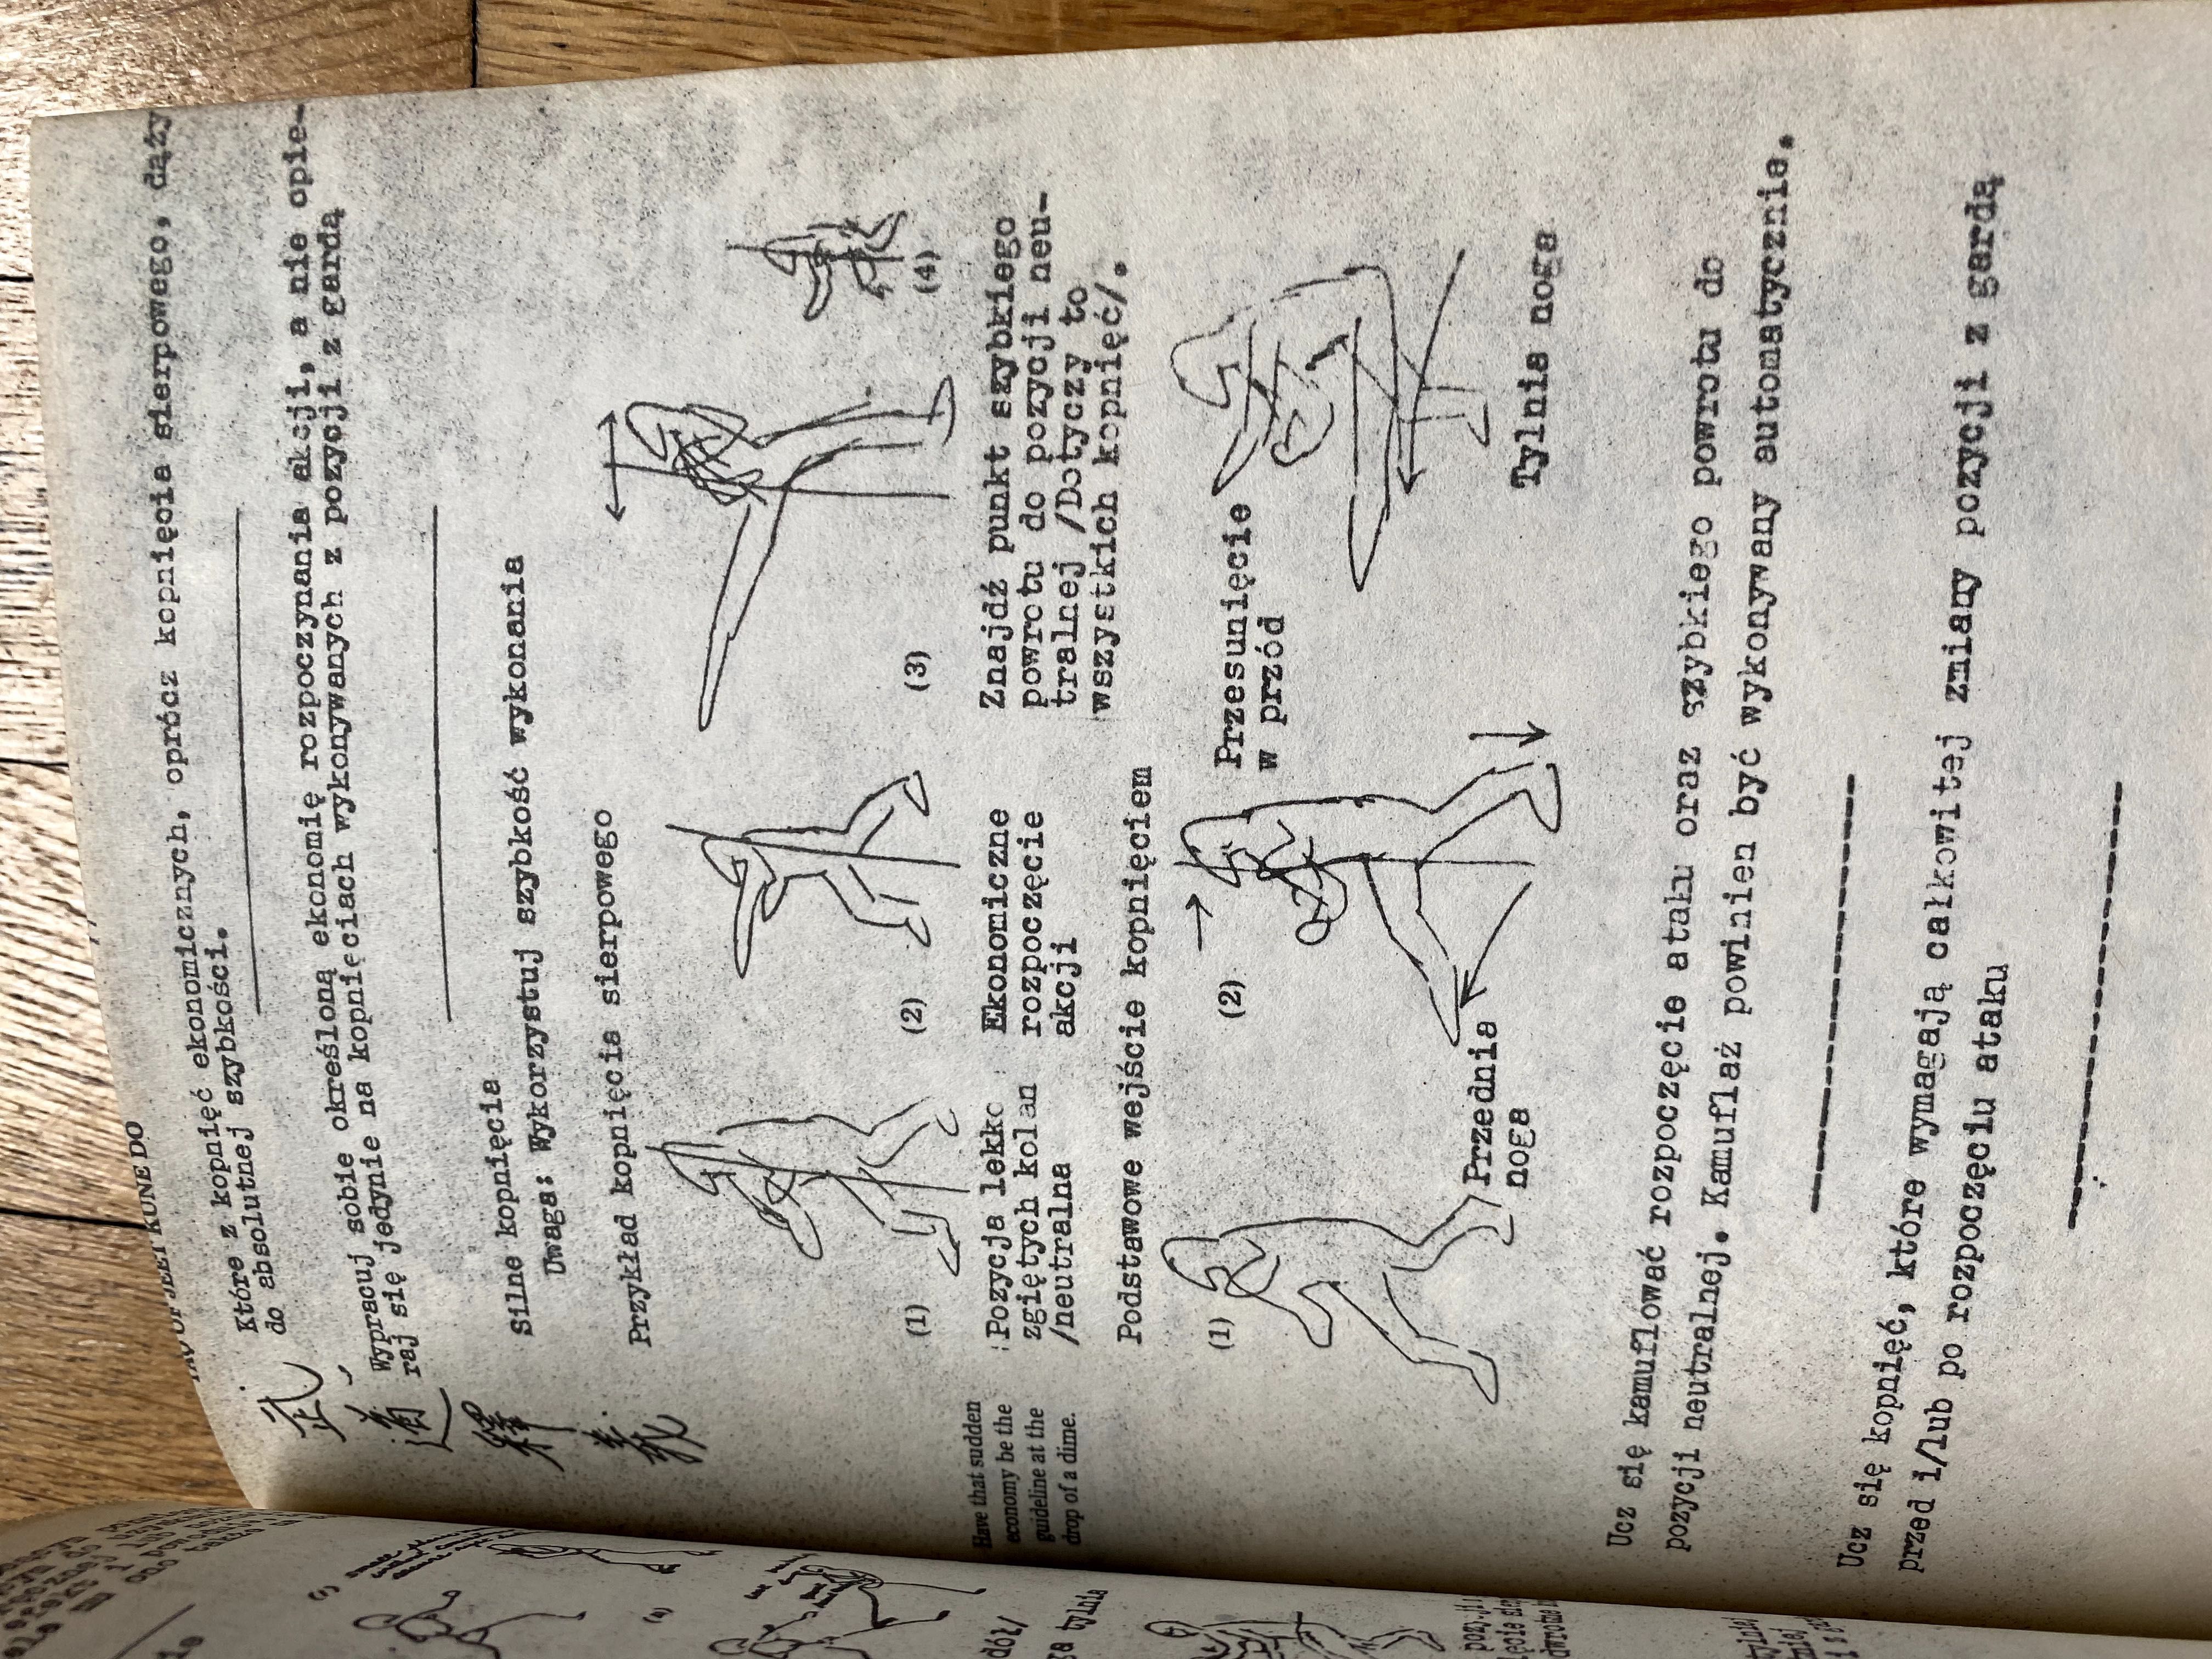 TAO OF JEET KUNE DO
武道釋義
Które z kopnięć ekonomicznych, oprócz kopnięcia sierpowego, dąży
do absolutnej szybkości.
Wypracuj sobie określoną ekonomię rozpoczynania akcji, a nie opie-
raj się jedynie na kopnięciach wykonywanych z pozycji z gardą
Silne kopnięcia
Uwaga: Wykorzystuj szybkość wykonania
Przykład kopnięcia sierpowego
(1)
(2)
(3)
(4)
Have that sudden
economy be the
guideline at the
drop of a dime.
Pozycja lekko
zgiętych kolan
/neutralna
Ekonomiczne
rozpoczęcie
akcji
Znajdź punkt szybkiego
powrotu do pozycji neu-
tralnej /Dotyczy to
wszystkich kopnięć/.
Podstawowe wejście kopnięciem
(1)
(2)
Przesunięcie
w przód
Przednia
noga
Tylnia noga
Ucz się kamuflować rozpoczęcie ataku oraz szybkiego powrotu do
pozycji neutralnej. Kamuflaż powinien być wykonywany automatycznie.
Ucz się kopnięć, które wymagają całkowitej zmiany pozycji z gardą
przed i/lub po rozpoczęciu ataku